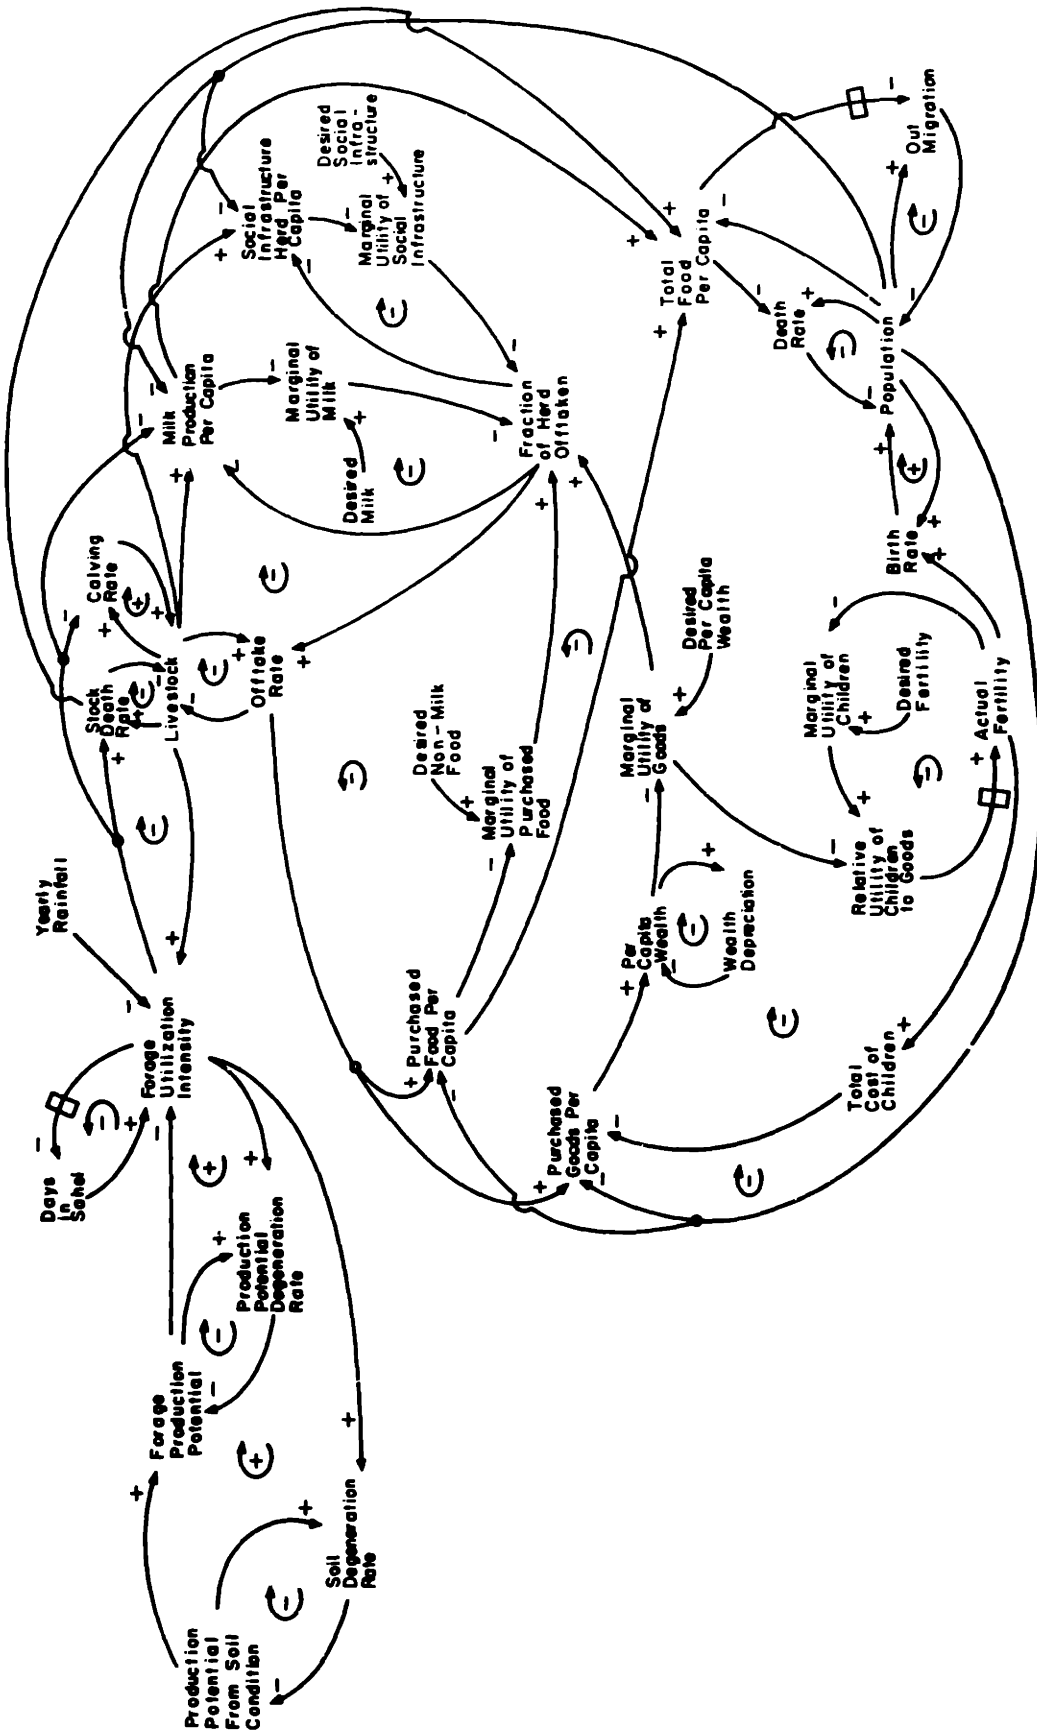 Production
Potential
From Soil
Condition
Soil
Degeneration
Rate
Forage
Production
Potential
Production
Potential
Degeneration
Rate
Days
in
Sahel
Forage
Utilization
Intensity
Yearly
Rainfall
Stock
Death
Rate
Calving
Rate
Livestock
Offtake
Rate
Milk
Production
Per Capita
Marginal
Utility of
Milk
Desired
Milk
Social
Infrastructure
Herd Per
Capita
Desired
Social
Infra-
structure
Marginal
Utility of
Social
Infrastructure
Fraction
of Herd
Offtaken
Desired
Non-Milk
Food
Marginal
Utility of
Purchased
Food
Purchased
Food Per
Capita
Purchased
Goods Per
Capita
Per
Capita
Wealth
Wealth
Depreciation
Marginal
Utility of
Goods
Desired
Per Capita
Wealth
Total
Food
Per Capita
Death
Rate
Population
Out
Migration
Birth
Rate
Marginal
Utility of
Children
Desired
Fertility
Relative
Utility of
Children
to Goods
Actual
Fertility
Total
Cost of
Children